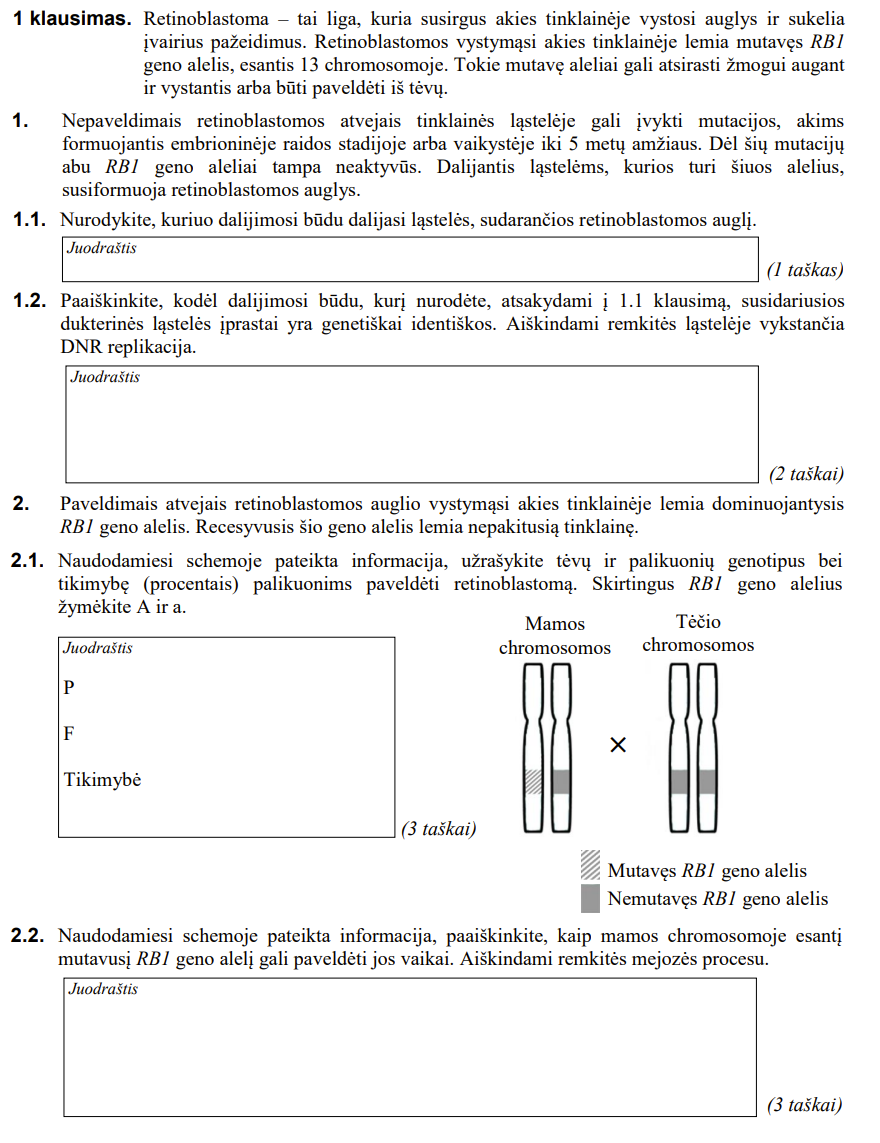 1 klausimas. Retinoblastoma – tai liga, kuria susirgus akies tinklainėje vystosi auglys ir sukelia
įvairius pažeidimus. Retinoblastomos vystymąsi akies tinklainėje lemia mutavęs RB1
geno alelis, esantis 13 chromosomoje. Tokie mutavę aleliai gali atsirasti žmogui augant
ir vystantis arba būti paveldėti iš tėvų.
1. Nepaveldimais retinoblastomos atvejais tinklainės ląstelėje gali įvykti mutacijos, akims
formuojantis embrioninėje raidos stadijoje arba vaikystėje iki 5 metų amžiaus. Dėl šių mutacijų
abu RB1 geno aleliai tampa neaktyvūs. Dalijantis ląstelėms, kurios turi šiuos alelius,
susiformuoja retinoblastomos auglys.
1.1. Nurodykite, kuriuo dalijimosi būdu dalijasi ląstelės, sudarančios retinoblastomos auglį.
Juodraštis
(1 taškas)
1.2. Paaiškinkite, kodėl dalijimosi būdu, kurį nurodėte, atsakydami į 1.1 klausimą, susidariusios
dukterinės ląstelės įprastai yra genetiškai identiškos. Aiškindami remkitės ląstelėje vykstančia
DNR replikacija.
Juodraštis
(2 taškai)
2. Paveldimais atvejais retinoblastomos auglio vystymąsi akies tinklainėje lemia dominuojantysis
RB1 geno alelis. Recesyvusis šio geno alelis lemia nepakitusią tinklainę.
2.1. Naudodamiesi schemoje pateikta informacija, užrašykite tėvų ir palikuonių genotipus bei
tikimybę (procentais) palikuonims paveldėti retinoblastomą. Skirtingus RB1 geno alelius
žymėkite A ir a.
Juodraštis
P
F
Tikimybė
(3 taškai)
Mamos
chromosomos
Tėčio
chromosomos
×
Mutavęs RB1 geno alelis
Nemutavęs RB1 geno alelis
2.2. Naudodamiesi schemoje pateikta informacija, paaiškinkite, kaip mamos chromosomoje esantį
mutavusį RB1 geno alelį gali paveldėti jos vaikai. Aiškindami remkitės mejozės procesu.
Juodraštis
(3 taškai)